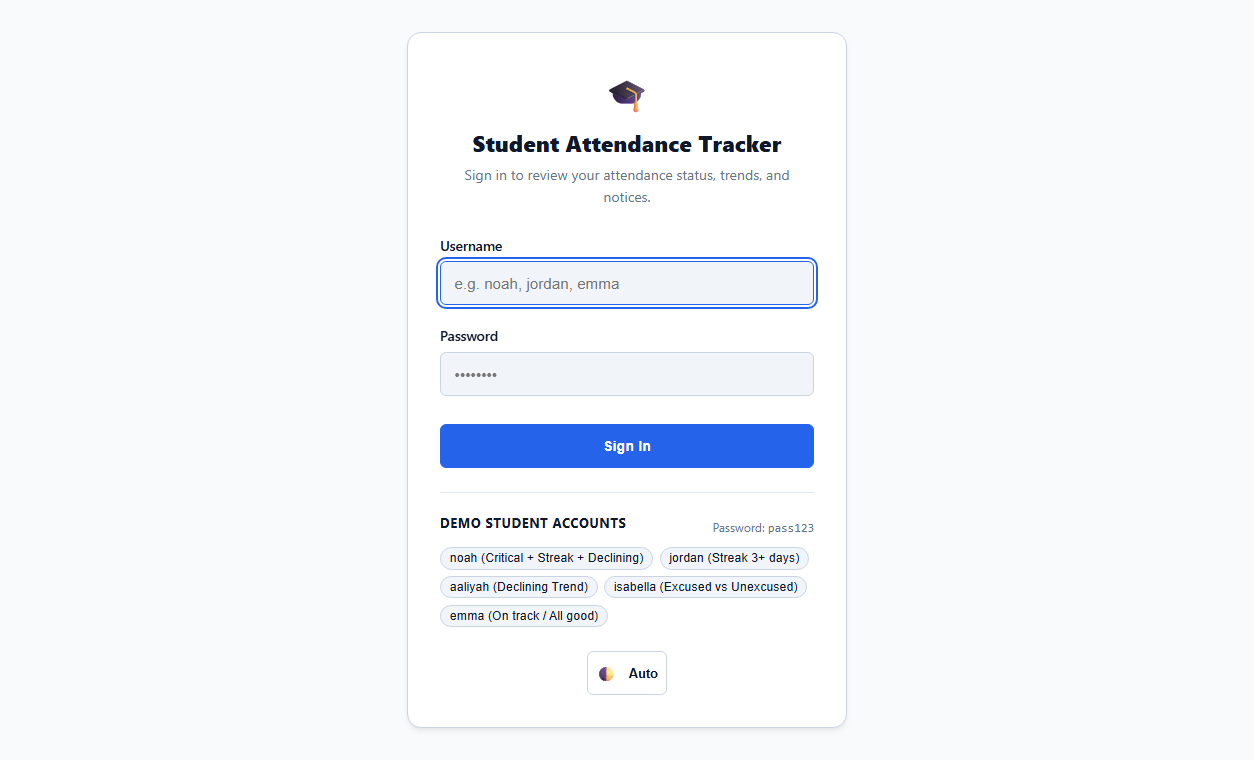 Student Attendance Tracker
Sign in to review your attendance status, trends, and
notices.
Username
e.g. noah, jordan, emma
Password
••••••••
Sign In
DEMO STUDENT ACCOUNTS
Password: pass123
noah (Critical + Streak + Declining)
jordan (Streak 3+ days)
aaliyah (Declining Trend)
isabella (Excused vs Unexcused)
emma (On track / All good)
Auto